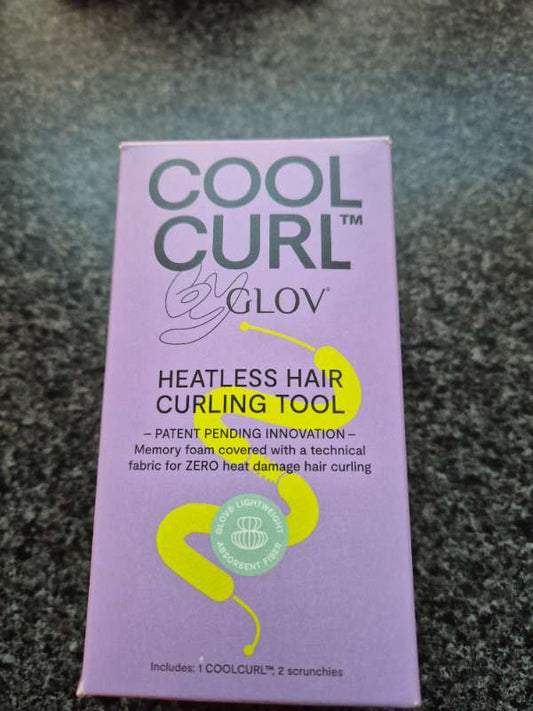 COOL
CURL™
by GLOV®
HEATLESS HAIR
CURLING TOOL
– PATENT PENDING INNOVATION –
Memory foam covered with a technical
fabric for ZERO heat damage hair curling
GLOV® LIGHTWEIGHT
ABSORBENT FIBER
Includes: 1 COOLCURL™, 2 scrunchies